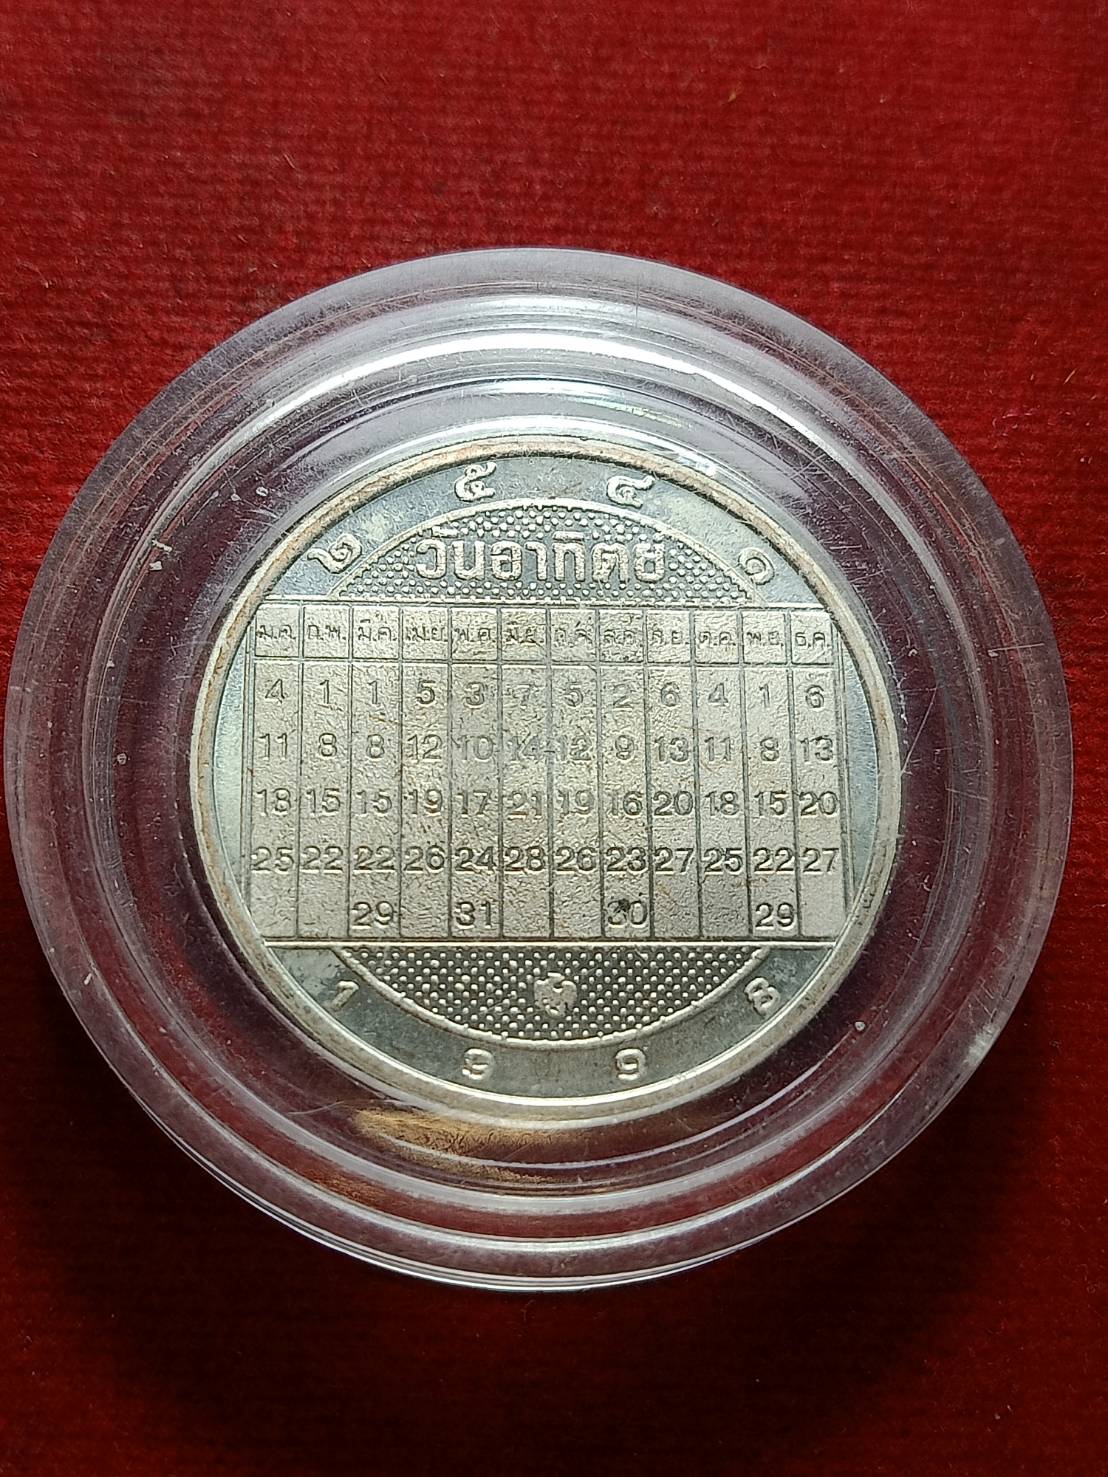 ๒ ๕ ๔ ๑
วันอาทิตย์
ม.ค. ก.พ. มี.ค. เม.ย. พ.ค. มิ.ย. ก.ค. ส.ค. ก.ย. ต.ค. พ.ย. ธ.ค.
4 1 1 5 3 7 5 2 6 4 1 6
11 8 8 12 10 14 12 9 13 11 8 13
18 15 15 19 17 21 19 16 20 18 15 20
25 22 22 26 24 28 26 23 27 25 22 27
29 31 30 29
1 9 9 8